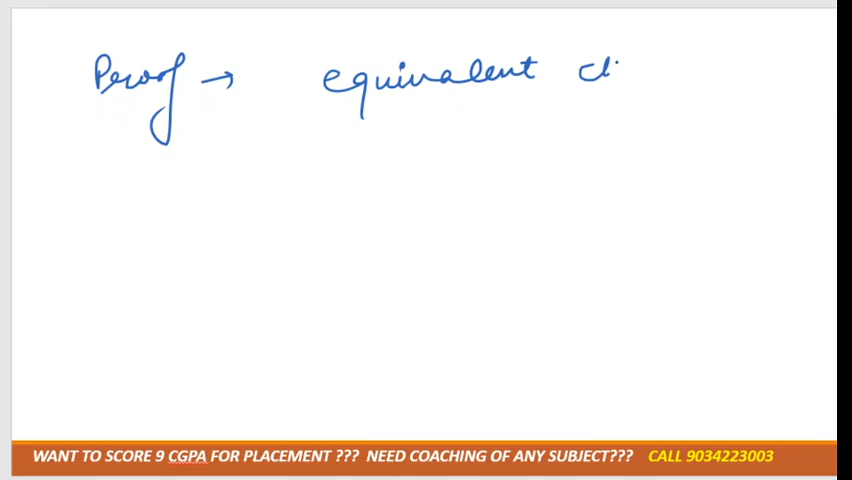 Proof → equivalent
WANT TO SCORE 9 CGPA FOR PLACEMENT ??? NEED COACHING OF ANY SUBJECT??? CALL 9034223003